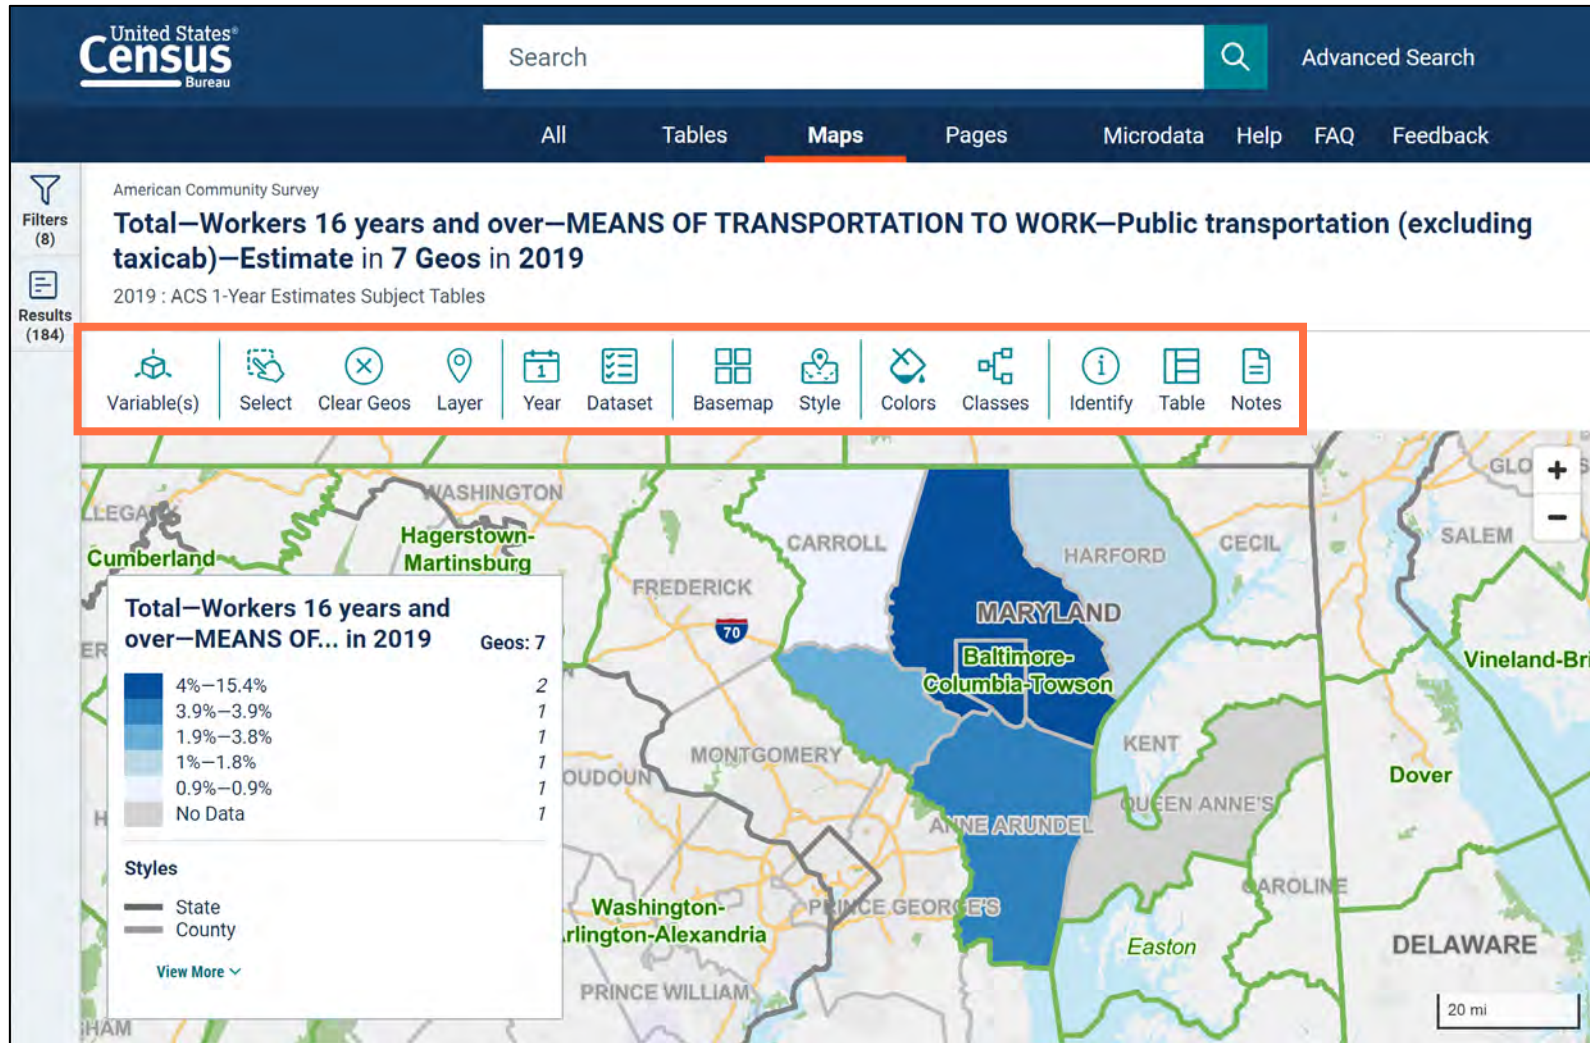 United States®
Census
Bureau
Search
Advanced Search
All Tables Maps Pages Microdata Help FAQ Feedback
Filters
(8)
Results
(184)
American Community Survey
Total—Workers 16 years and over—MEANS OF TRANSPORTATION TO WORK—Public transportation (excluding
taxicab)—Estimate in 7 Geos in 2019
2019 : ACS 1-Year Estimates Subject Tables
1
i
Variable(s) Select Clear Geos Layer Year Dataset Basemap Style Colors Classes Identify Table Notes
+
−
WASHINGTON
Hagerstown-
Martinsburg
Cumberland
CARROLL
HARFORD
CECIL
SALEM
FREDERICK
70
MARYLAND
Baltimore-
Columbia-Towson
Vineland-Bri
Total—Workers 16 years and
over—MEANS OF... in 2019 Geos: 7
4%—15.4% 2
3.9%—3.9% 1
1.9%—3.8% 1
1%—1.8% 1
0.9%—0.9% 1
No Data 1
Styles
State
County
View More
MONTGOMERY
OUDOUN
KENT
Dover
QUEEN ANNE'S
ANNE ARUNDEL
CAROLINE
Washington-
rlington-Alexandria
PRINCE GEORGE'S
Easton
DELAWARE
PRINCE WILLIAM
HAM
20 mi